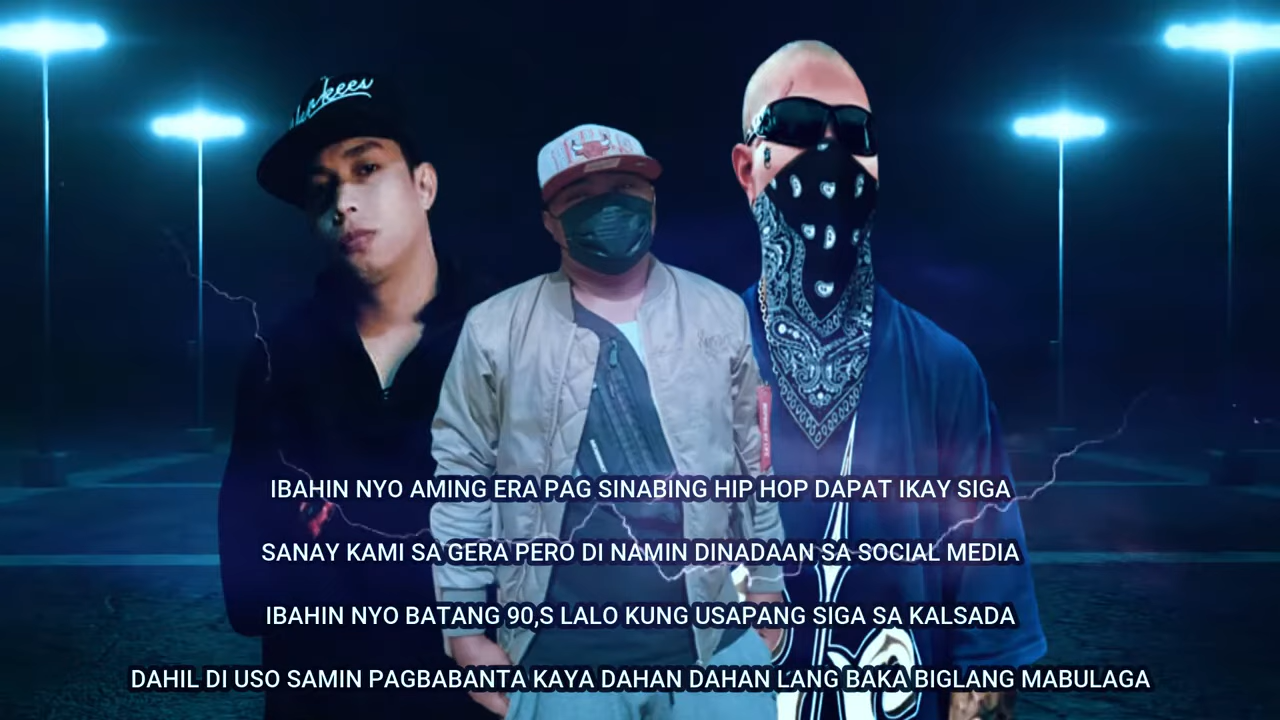 Yankees
IBAHIN NYO AMING ERA PAG SINABING HIP HOP DAPAT IKAY SIGA
SANAY KAMI SA GERA PERO DI NAMIN DINADAAN SA SOCIAL MEDIA
IBAHIN NYO BATANG 90,S LALO KUNG USAPANG SIGA SA KALSADA
DAHIL DI USO SAMIN PAGBABANTA KAYA DAHAN DAHAN LANG BAKA BIGLANG MABULAGA